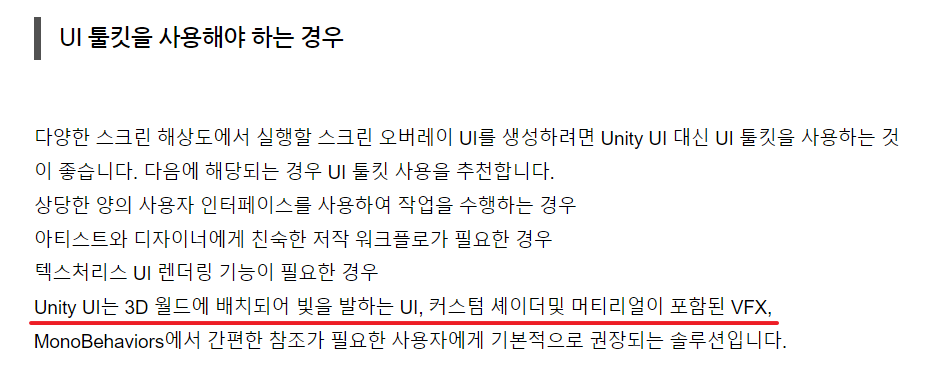 UI 툴킷을 사용해야 하는 경우
다양한 스크린 해상도에서 실행할 스크린 오버레이 UI를 생성하려면 Unity UI 대신 UI 툴킷을 사용하는 것
이 좋습니다. 다음에 해당되는 경우 UI 툴킷 사용을 추천합니다.
상당한 양의 사용자 인터페이스를 사용하여 작업을 수행하는 경우
아티스트와 디자이너에게 친숙한 저작 워크플로가 필요한 경우
텍스처리스 UI 렌더링 기능이 필요한 경우
Unity UI는 3D 월드에 배치되어 빛을 발하는 UI, 커스텀 셰이더및 머티리얼이 포함된 VFX,
MonoBehaviors에서 간편한 참조가 필요한 사용자에게 기본적으로 권장되는 솔루션입니다.